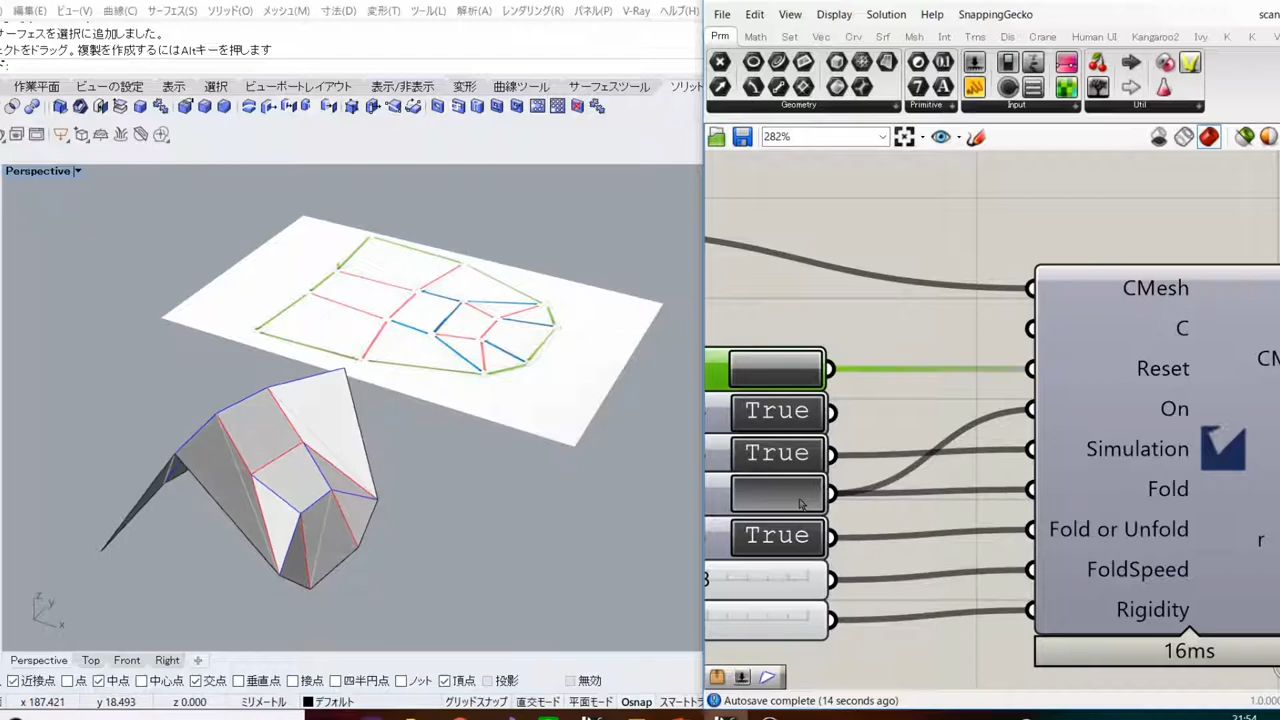 編集(E) ビュー(V) 曲線(C) サーフェス(S) ソリッド(O) メッシュ(M) 寸法(D) 変形(T) ツール(L) 解析(A) レンダリング(R) パネル(P) V-Ray ヘルプ(H)
サーフェスを選択に追加しました。
ェクトをドラッグ。複製を作成するにはAltキーを押します
作業平面 ビューの設定 表示 選択 ビューポートレイアウト 表示非表示 変形 曲線ツール サーフェスツール ソリッ
Perspective
z
y
x
Perspective Top Front Right
近接点 点 中点 中心点 交点 垂直点 接点 四半円点 ノット 頂点 投影 無効
x 187.421 y 18.493 z 0.000 ミリメートル デフォルト グリッドスナップ 直交モード 平面モード Osnap スマートト
File Edit View Display Solution Help SnappingGecko scan
Prm Math Set Vec Crv Srf Msh Int Trns Dis Crane Human UI Kangaroo2 Ivy K K V
Geometry Primitive Input Util
282%
CMesh
C
Reset
On
Simulation
Fold
Fold or Unfold
FoldSpeed
Rigidity
CM
r
True
True
True
16ms
Autosave complete (14 seconds ago)
1.0.00
21:54